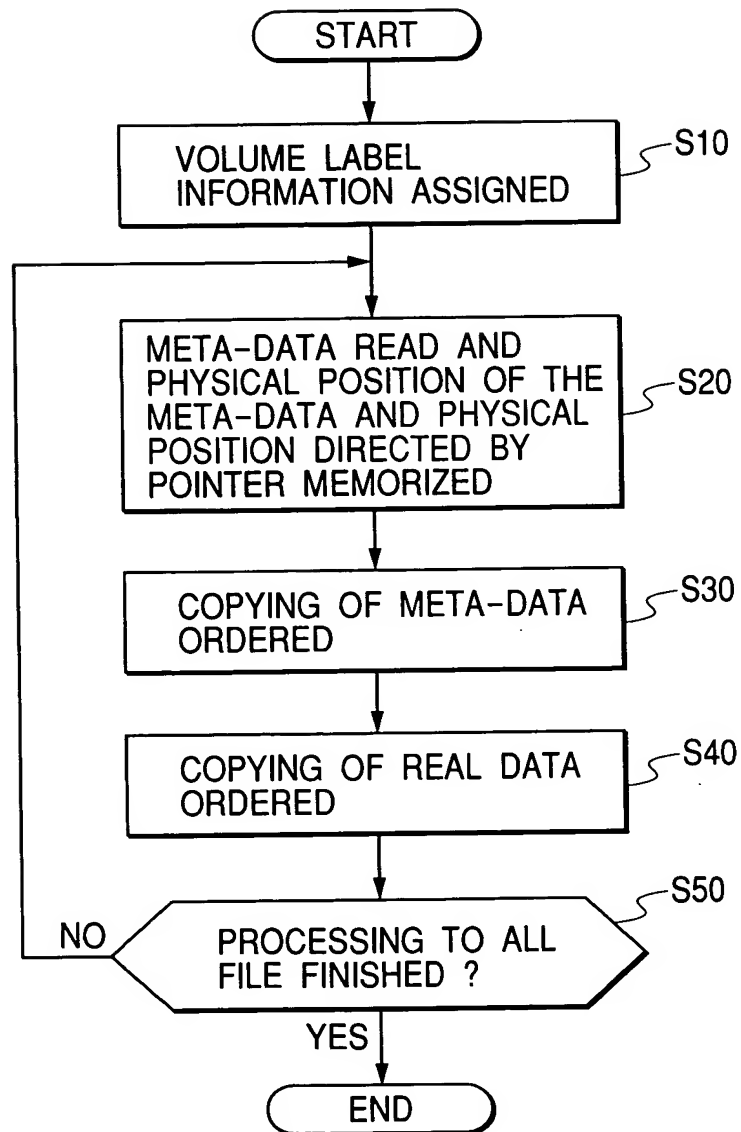 START
VOLUME LABEL
INFORMATION ASSIGNED
S10
META-DATA READ AND
PHYSICAL POSITION OF THE
META-DATA AND PHYSICAL
POSITION DIRECTED BY
POINTER MEMORIZED
S20
COPYING OF META-DATA
ORDERED
S30
COPYING OF REAL DATA
ORDERED
S40
PROCESSING TO ALL
FILE FINISHED ?
S50
NO
YES
END